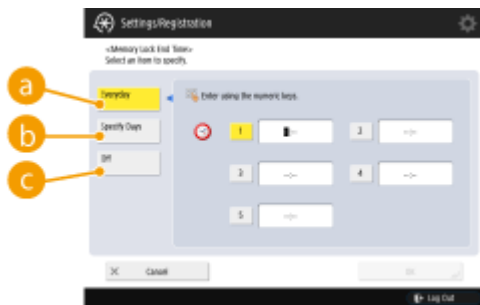 Settings/Registration
<Memory Lock End Time>
Select an item to specify.
a
Everyday
Enter using the numeric keys.
b
Specify Days
1
--:--
2
--:--
c
Off
3
--:--
4
--:--
5
--:--
Cancel
OK
Log Out